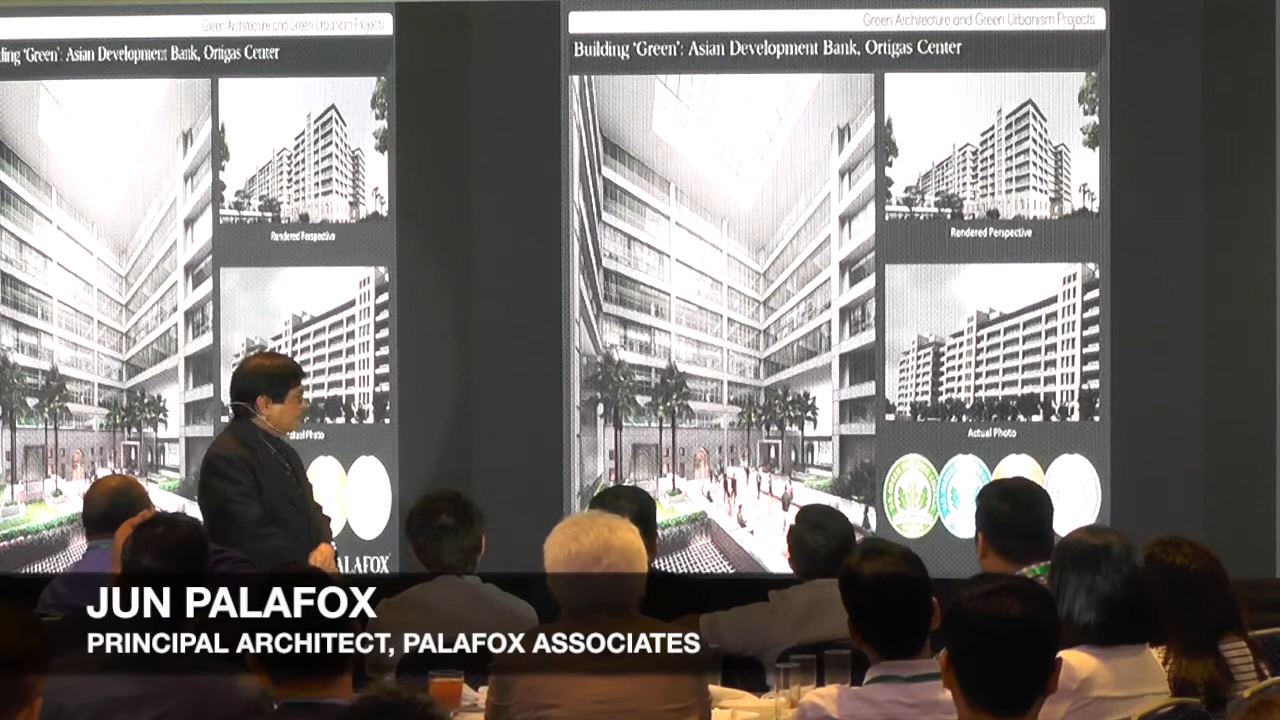 Green Architecture and Green Urbanism Projects
ding 'Green': Asian Development Bank, Ortigas Center
Rendered Perspective
Actual Photo
PALAFOX
Green Architecture and Green Urbanism Projects
Building 'Green': Asian Development Bank, Ortigas Center
Rendered Perspective
Actual Photo
JUN PALAFOX
PRINCIPAL ARCHITECT, PALAFOX ASSOCIATES